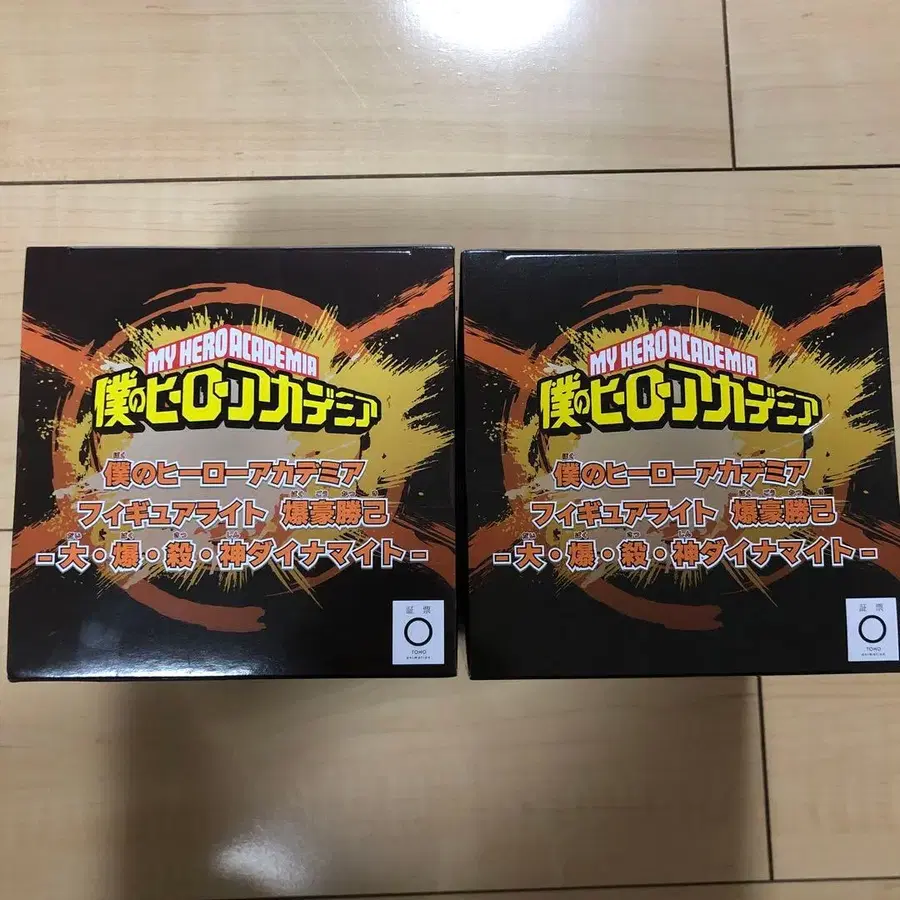 MY HERO ACADEMIA
僕のヒーローアカデミア
僕のヒーローアカデミア
フィギュアライト 爆豪勝己
-大・爆・殺・神ダイナマイト-
証 票
TOHO
animation
MY HERO ACADEMIA
僕のヒーローアカデミア
僕のヒーローアカデミア
フィギュアライト 爆豪勝己
-大・爆・殺・神ダイナマイト-
証 票
TOHO
animation